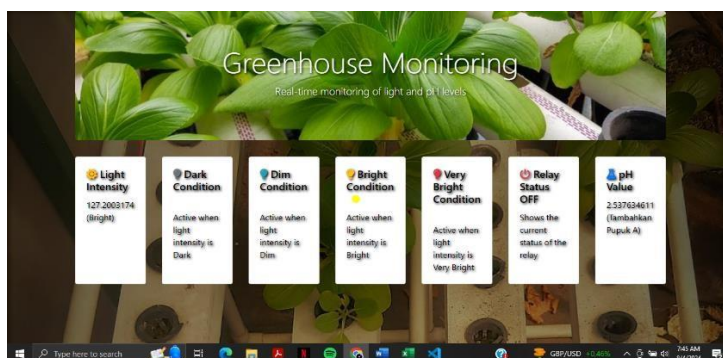 Greenhouse Monitoring
Real-time monitoring of light and pH levels
Light
Intensity
127.2003174
(Bright)
Dark
Condition
Active when
light
intensity is
Dark
Dim
Condition
Active when
light
intensity is
Dim
Bright
Condition
Active when
light
intensity is
Bright
Very
Bright
Condition
Active when
light
intensity is
Very Bright
Relay
Status
OFF
Shows the
current
status of the
relay
pH
Value
2.537634611
(Tambahkan
Pupuk A)
Type here to search
GBP/USD +0.46%
7:45 AM